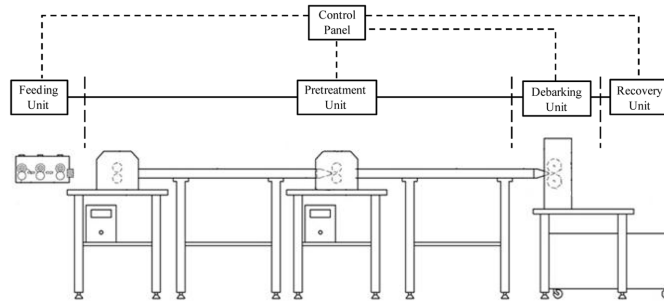 Control
Panel
Feeding
Unit
Pretreatment
Unit
Debarking
Unit
Recovery
Unit